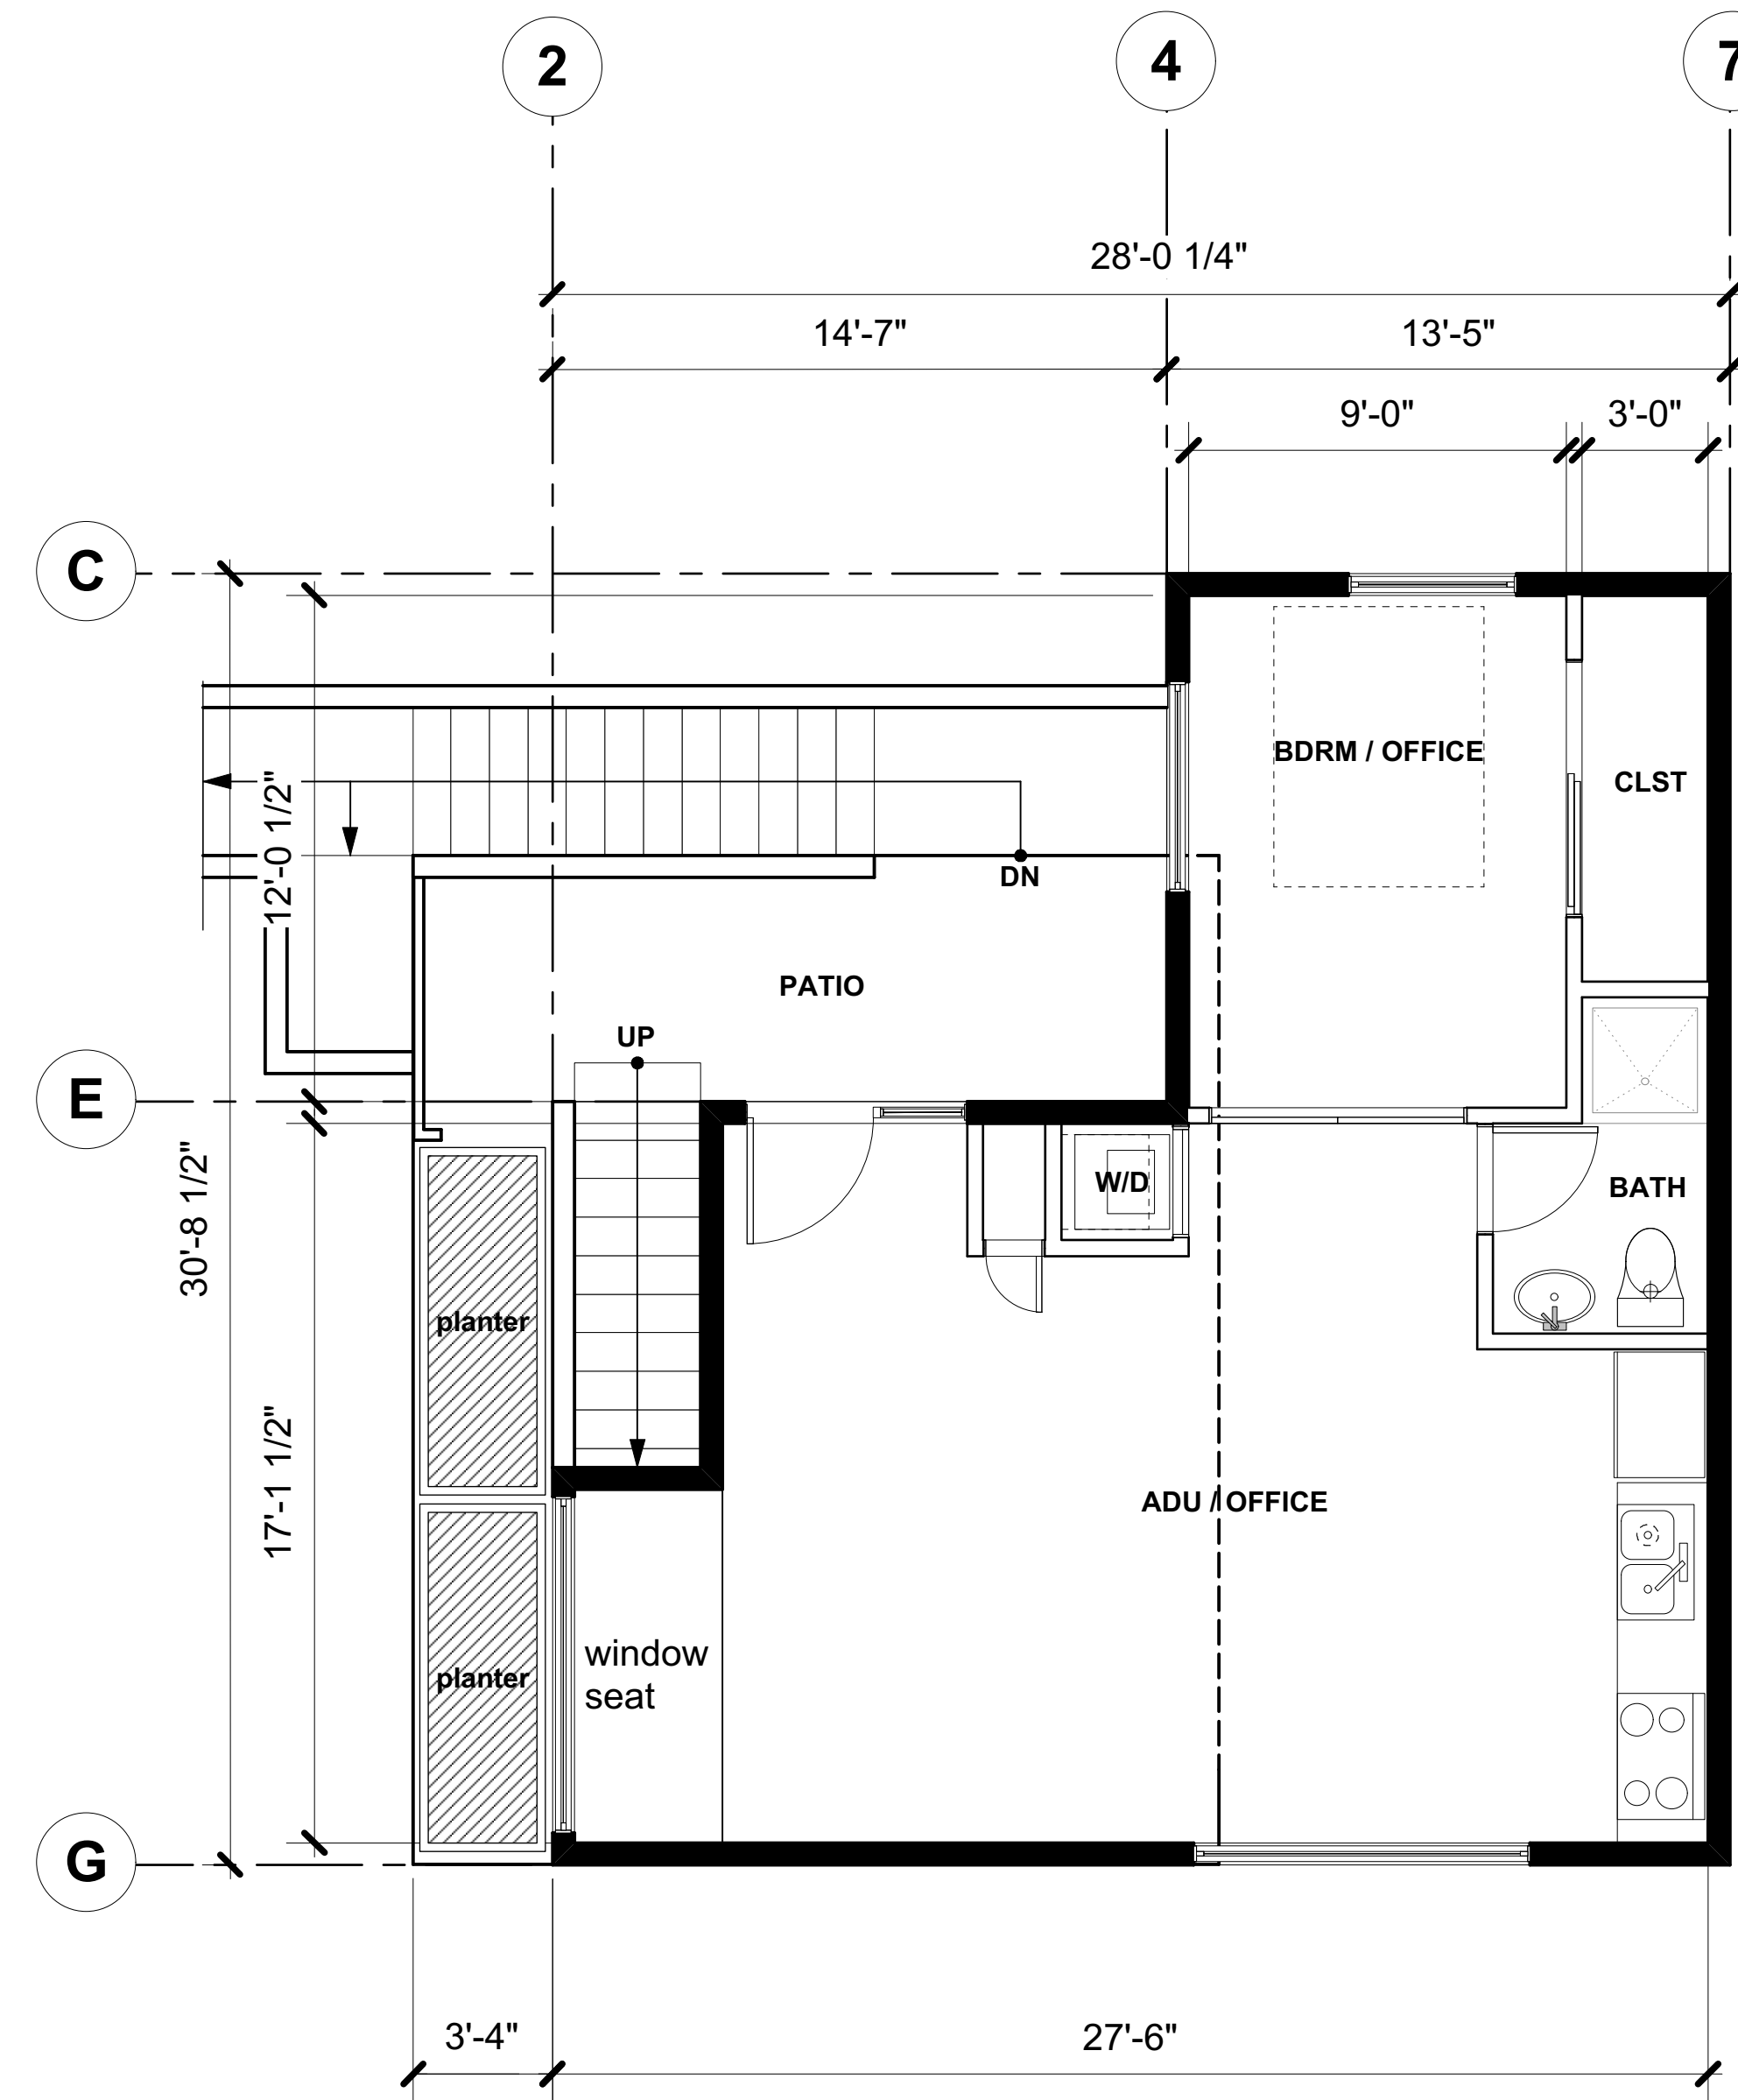 2
4
7
28'-0 1/4"
14'-7"
13'-5"
9'-0"
3'-0"
C
BDRM / OFFICE
CLST
12'-0 1/2"
DN
PATIO
UP
E
W/D
BATH
30'-8 1/2"
planter
17'-1 1/2"
ADU / OFFICE
window
seat
planter
G
3'-4"
27'-6"